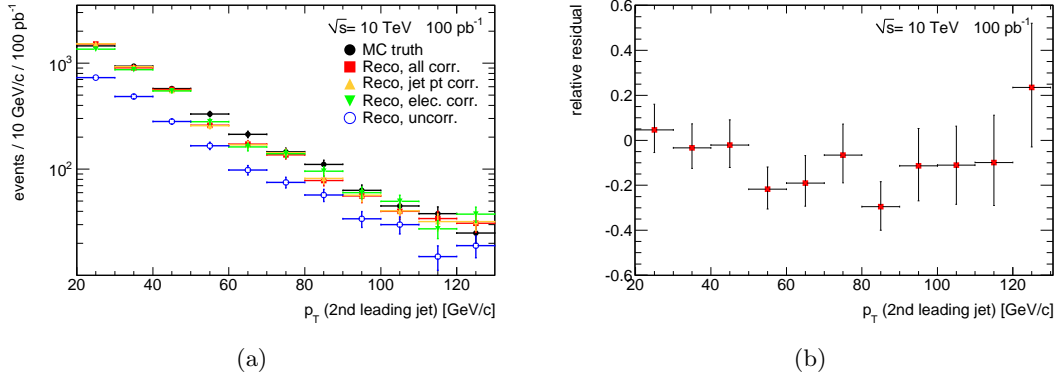 √s= 10 TeV 100 pb⁻¹
MC truth
Reco, all corr.
Reco, jet pt corr.
Reco, elec. corr.
Reco, uncorr.
events / 10 GeV/c / 100 pb⁻¹
10³
10²
20 40 60 80 100 120
p_T (2nd leading jet) [GeV/c]
(a)
√s= 10 TeV 100 pb⁻¹
relative residual
0.6
0.4
0.2
0
-0.2
-0.4
-0.6
20 40 60 80 100 120
p_T (2nd leading jet) [GeV/c]
(b)